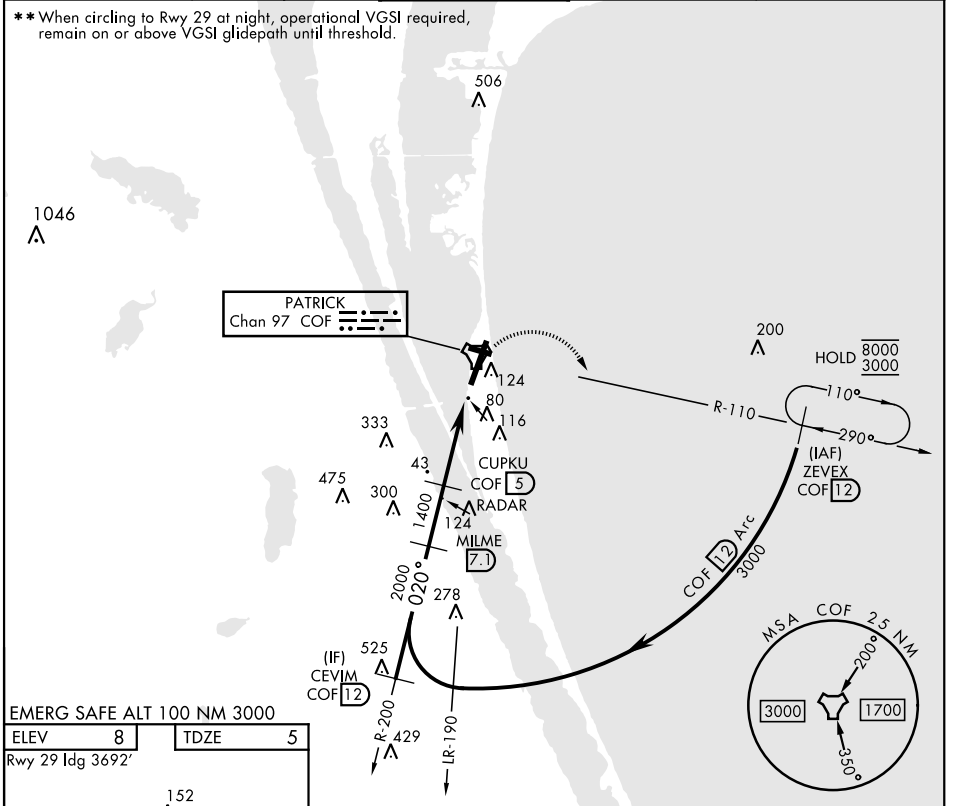 ** When circling to Rwy 29 at night, operational VGSI required,
remain on or above VGSI glidepath until threshold.
506
1046
PATRICK
Chan 97 COF
200
HOLD 8000
3000
124
110°
R-110
80
290°
116
333
(IAF)
ZEVEX
COF 12
43
CUPKU
COF 5
475
300
RADAR
1400
124
MILME
7.1
COF 12 Arc
3000
2000
020°
278
MSA COF 25 NM
200°
525
(IF)
CEVIM
COF 12
3000
1700
R-200
429
LR-190
350°
EMERG SAFE ALT 100 NM 3000
ELEV 8
TDZE 5
Rwy 29 ldg 3692'
152